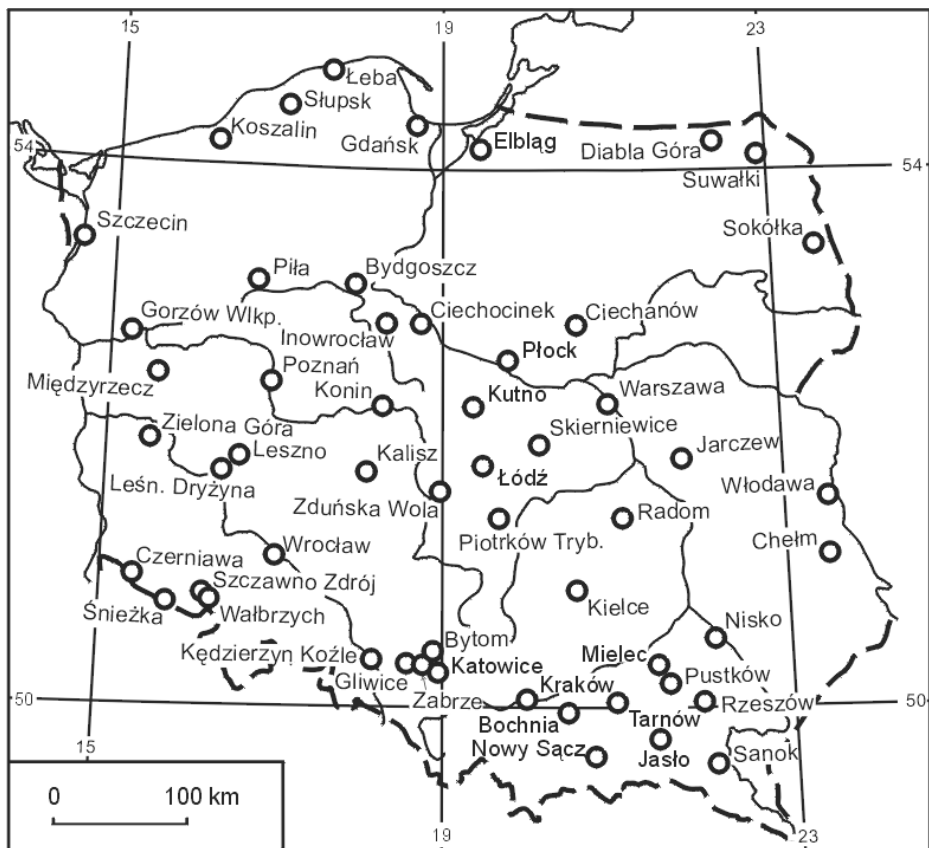 15 19 23
Łeba
Słupsk
Koszalin
Gdańsk
Elbląg
Diabla Góra
54
54
Suwałki
Szczecin
Sokółka
Piła
Bydgoszcz
Gorzów Wlkp.
Ciechocinek
Ciechanów
Inowrocław
Płock
Międzyrzecz
Poznań
Konin
Kutno
Warszawa
Zielona Góra
Skierniewice
Leszno
Kalisz
Jarczew
Łódź
Leśn. Dryżyna
Zduńska Wola
Włodawa
Piotrków Tryb.
Radom
Chełm
Wrocław
Czerniawa
Szczawno Zdrój
Śnieżka
Wałbrzych
Kielce
Nisko
Bytom
Kędzierzyn Koźle
Katowice
Mielec
Gliwice
Pustków
50
Zabrze
Kraków
Rzeszów
50
Bochnia
Tarnów
Nowy Sącz
Jasło
Sanok
15
0 100 km
19 23